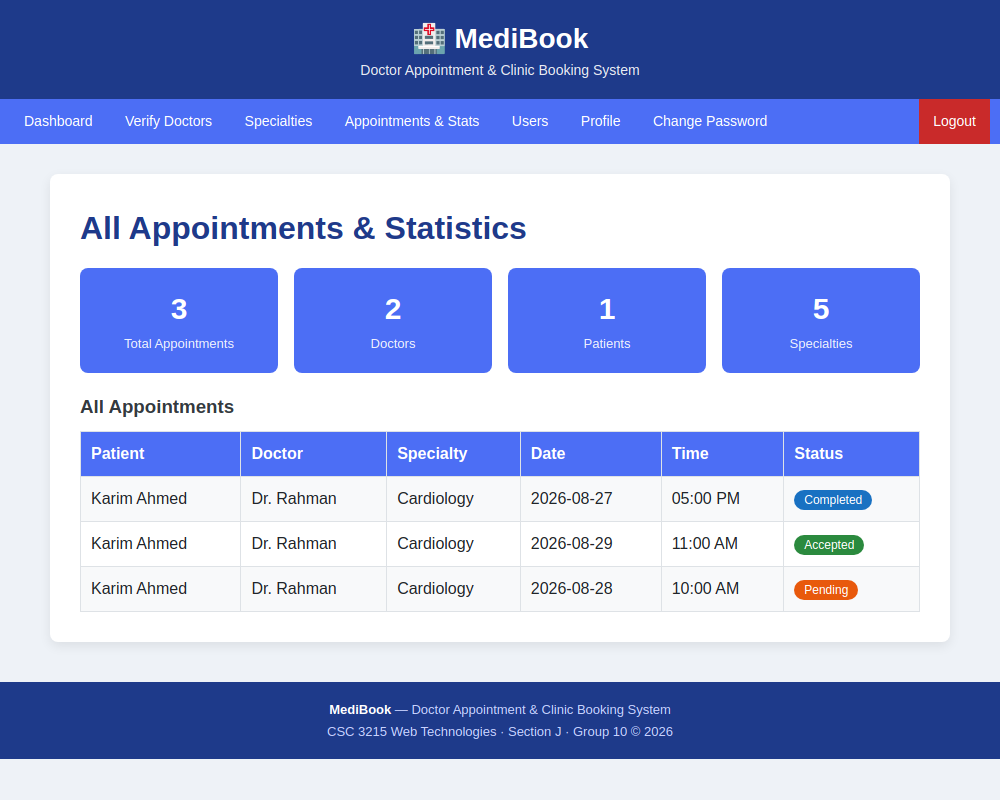 MediBook
Doctor Appointment & Clinic Booking System
Dashboard Verify Doctors Specialties Appointments & Stats Users Profile Change Password Logout
All Appointments & Statistics
3 2 1 5
Total Appointments Doctors Patients Specialties
All Appointments
Patient Doctor Specialty Date Time Status
Karim Ahmed Dr. Rahman Cardiology 2026-08-27 05:00 PM Completed
Karim Ahmed Dr. Rahman Cardiology 2026-08-29 11:00 AM Accepted
Karim Ahmed Dr. Rahman Cardiology 2026-08-28 10:00 AM Pending
MediBook — Doctor Appointment & Clinic Booking System
CSC 3215 Web Technologies · Section J · Group 10 © 2026